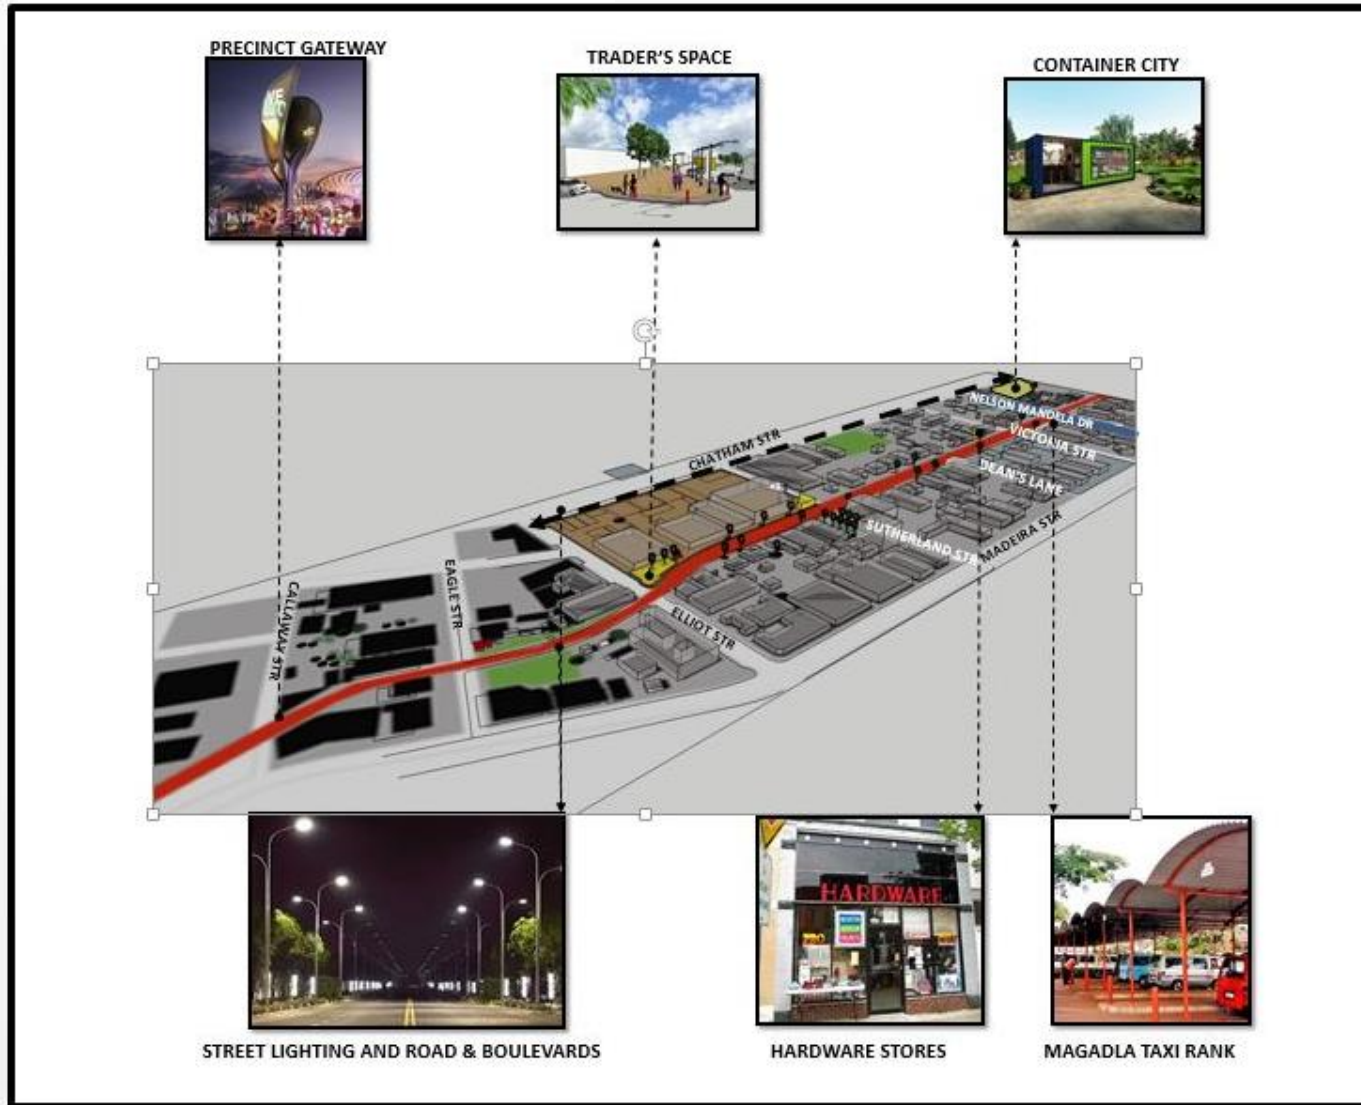 PRECINCT GATEWAY
TRADER'S SPACE
CONTAINER CITY
NELSON MANDELA DR
VICTORIA STR
CHATHAM STR
DEAN'S LANE
SUTHERLAND STR
MADEIRA STR
EAGLE STR
CALLAWAY STR
ELLIOT STR
HARDWARE
STREET LIGHTING AND ROAD & BOULEVARDS
HARDWARE STORES
MAGADLA TAXI RANK